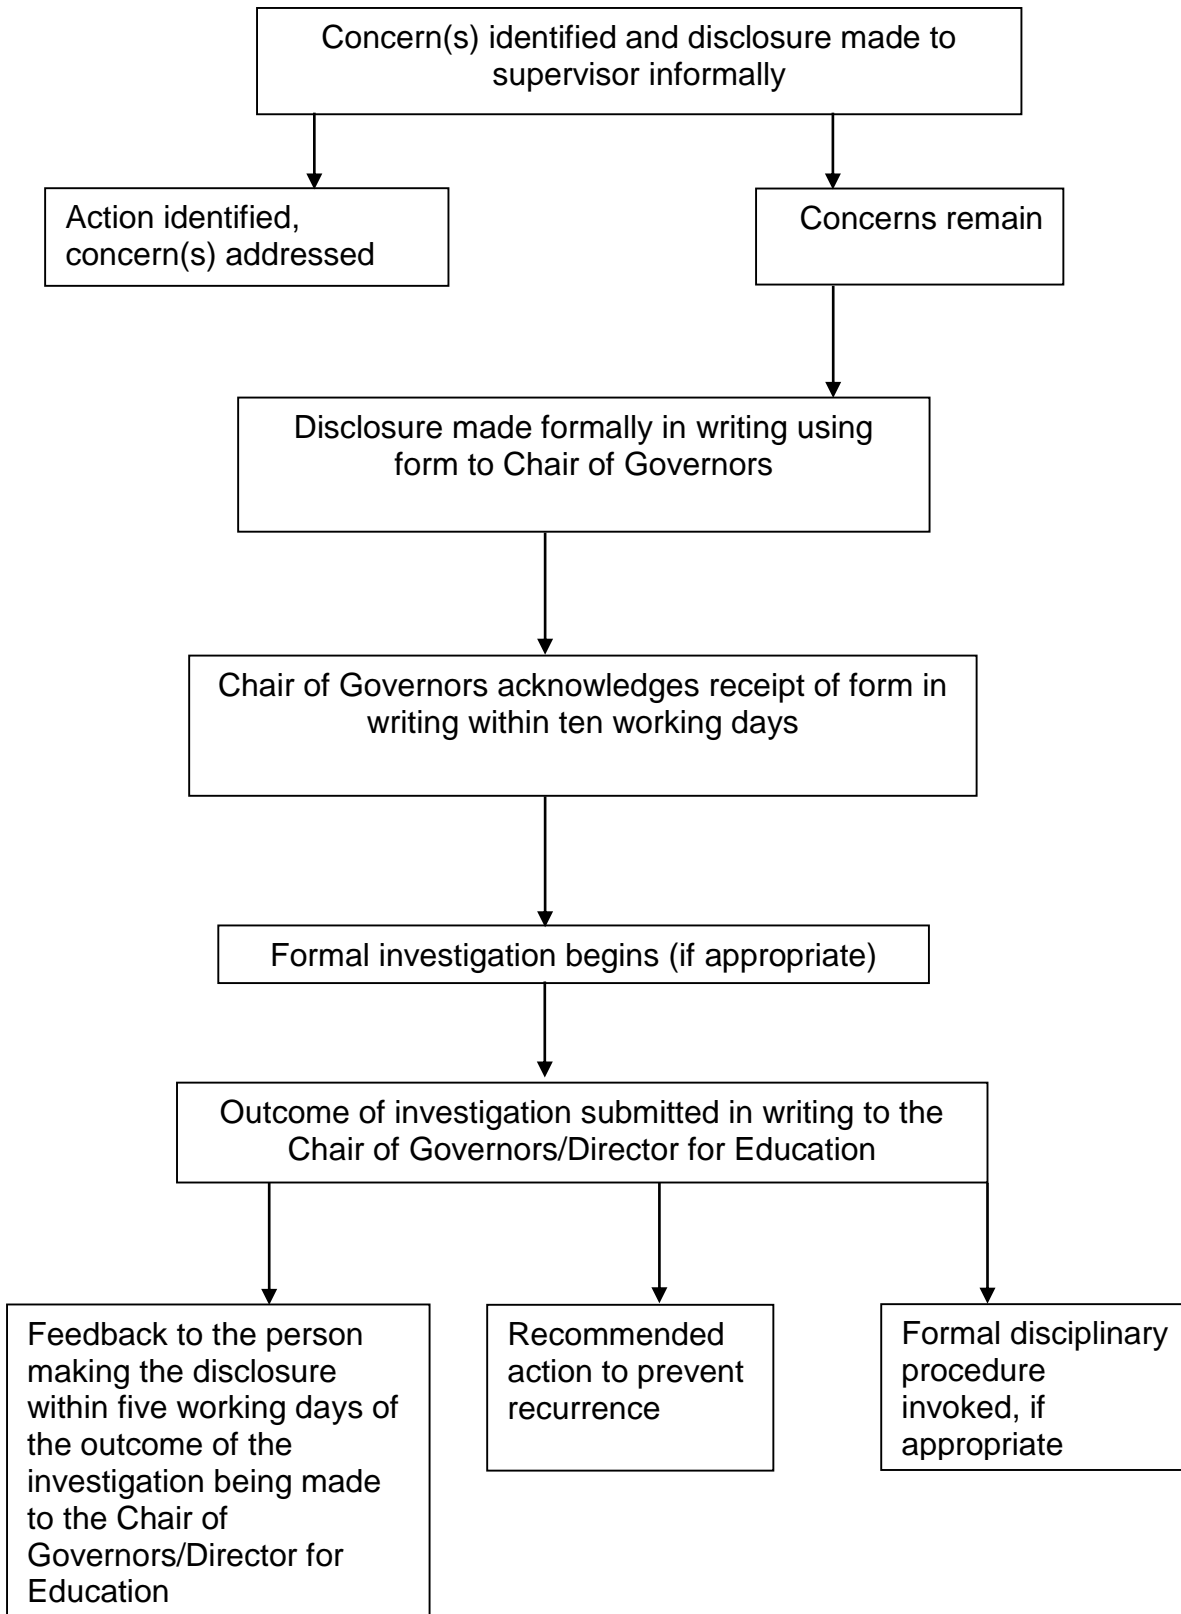 Concern(s) identified and disclosure made to
supervisor informally
Action identified,
concern(s) addressed
Concerns remain
Disclosure made formally in writing using
form to Chair of Governors
Chair of Governors acknowledges receipt of form in
writing within ten working days
Formal investigation begins (if appropriate)
Outcome of investigation submitted in writing to the
Chair of Governors/Director for Education
Feedback to the person
making the disclosure
within five working days of
the outcome of the
investigation being made
to the Chair of
Governors/Director for
Education
Recommended
action to prevent
recurrence
Formal disciplinary
procedure
invoked, if
appropriate